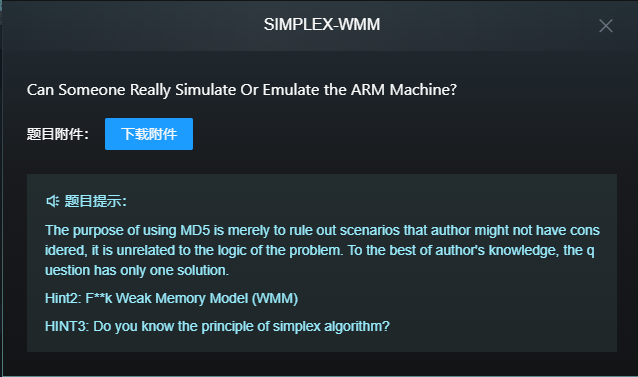 SIMPLEX-WMM
Can Someone Really Simulate Or Emulate the ARM Machine?
题目附件：
下载附件
题目提示：
The purpose of using MD5 is merely to rule out scenarios that author might not have cons
idered, it is unrelated to the logic of the problem. To the best of author's knowledge, the q
uestion has only one solution.
Hint2: F**k Weak Memory Model (WMM)
HINT3: Do you know the principle of simplex algorithm?